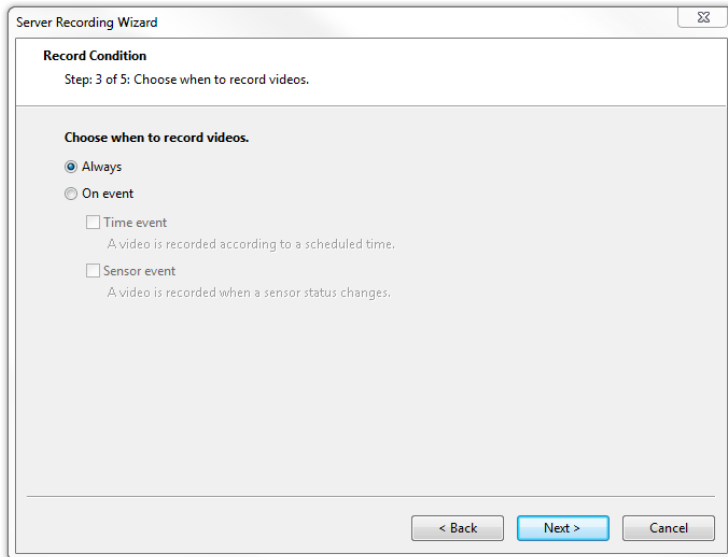 Server Recording Wizard
Record Condition
Step: 3 of 5: Choose when to record videos.
Choose when to record videos.
Always
On event
Time event
A video is recorded according to a scheduled time.
Sensor event
A video is recorded when a sensor status changes.
< Back Next > Cancel